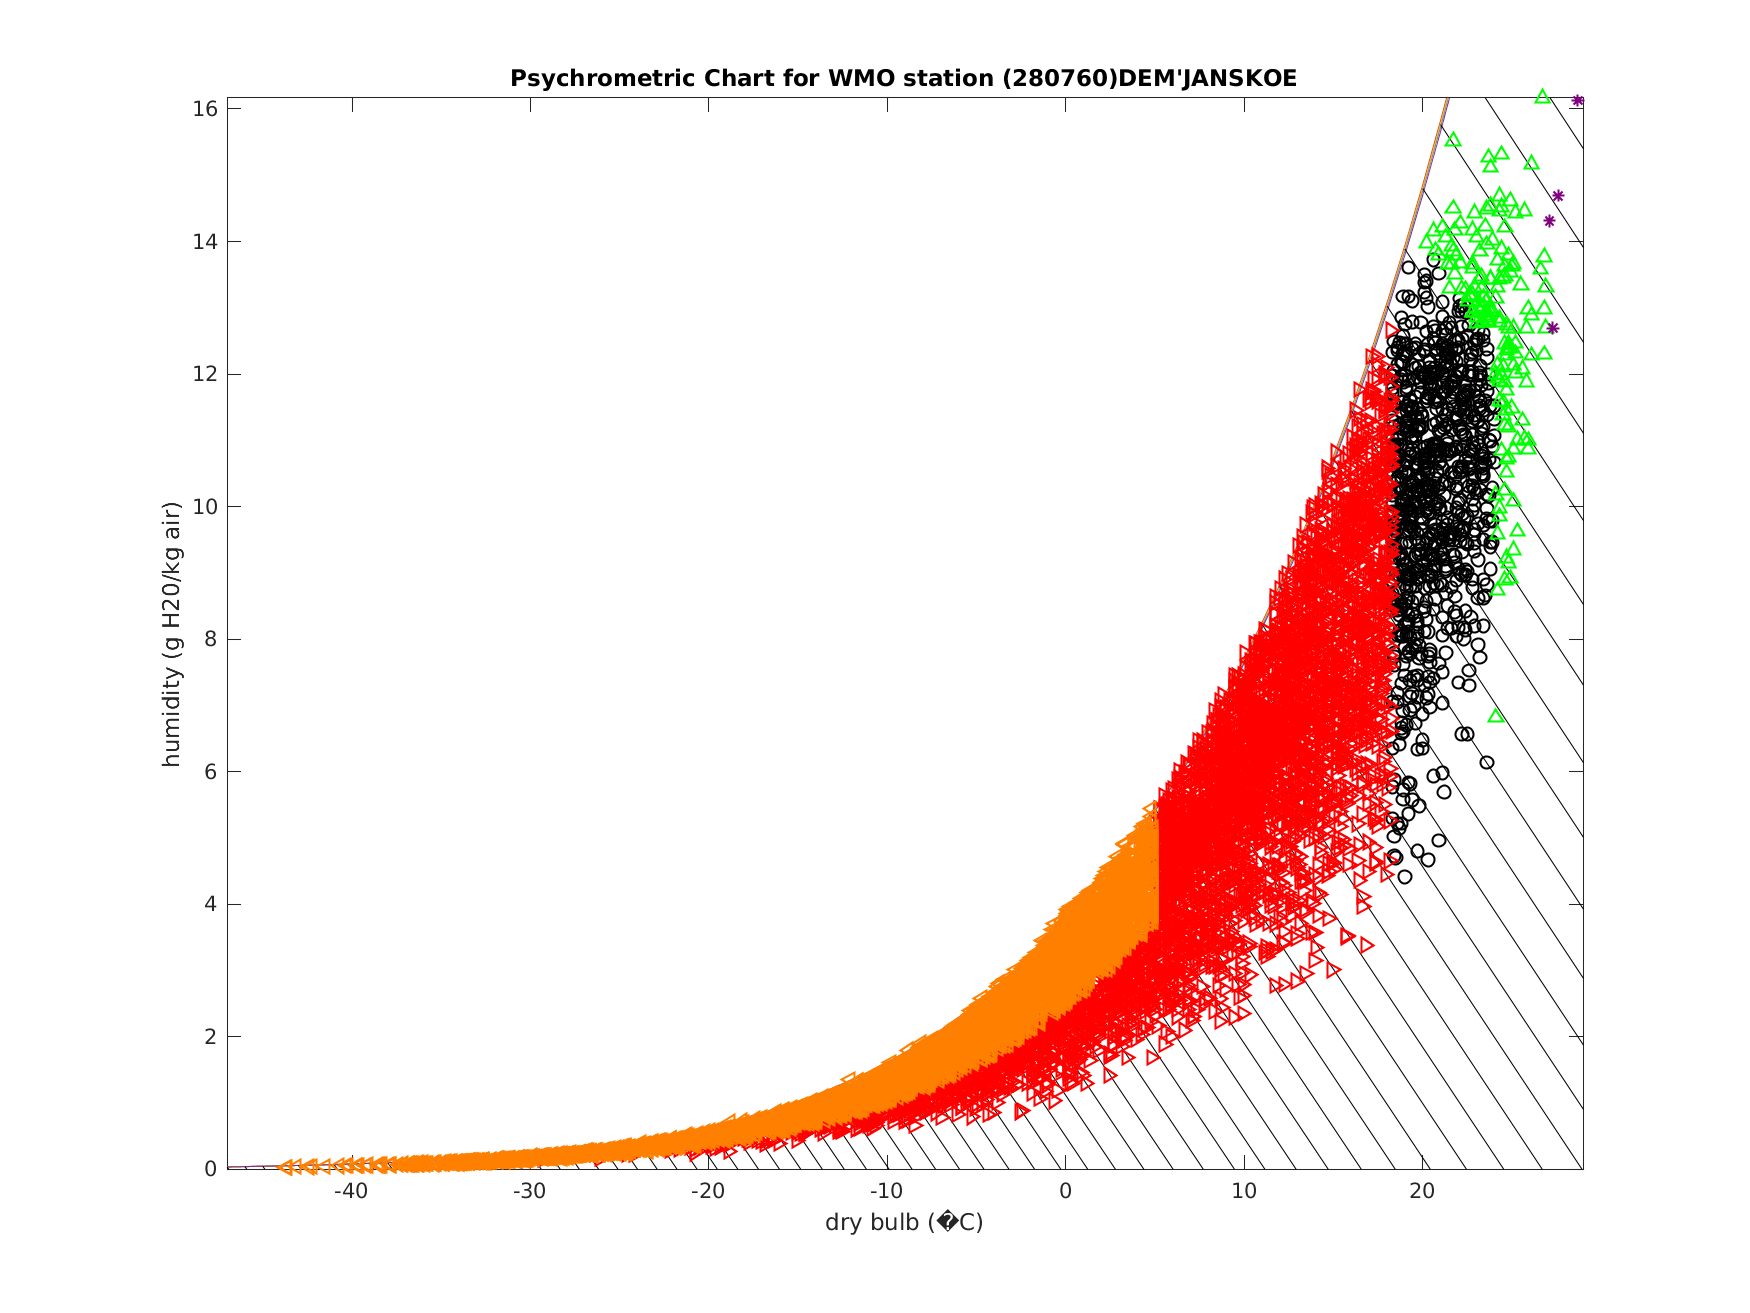 Psychrometric Chart for WMO station (280760)DEM'JANSKOE
16
14
12
10
8
6
4
2
0
humidity (g H20/kg air)
-40 -30 -20 -10 0 10 20
dry bulb (�C)